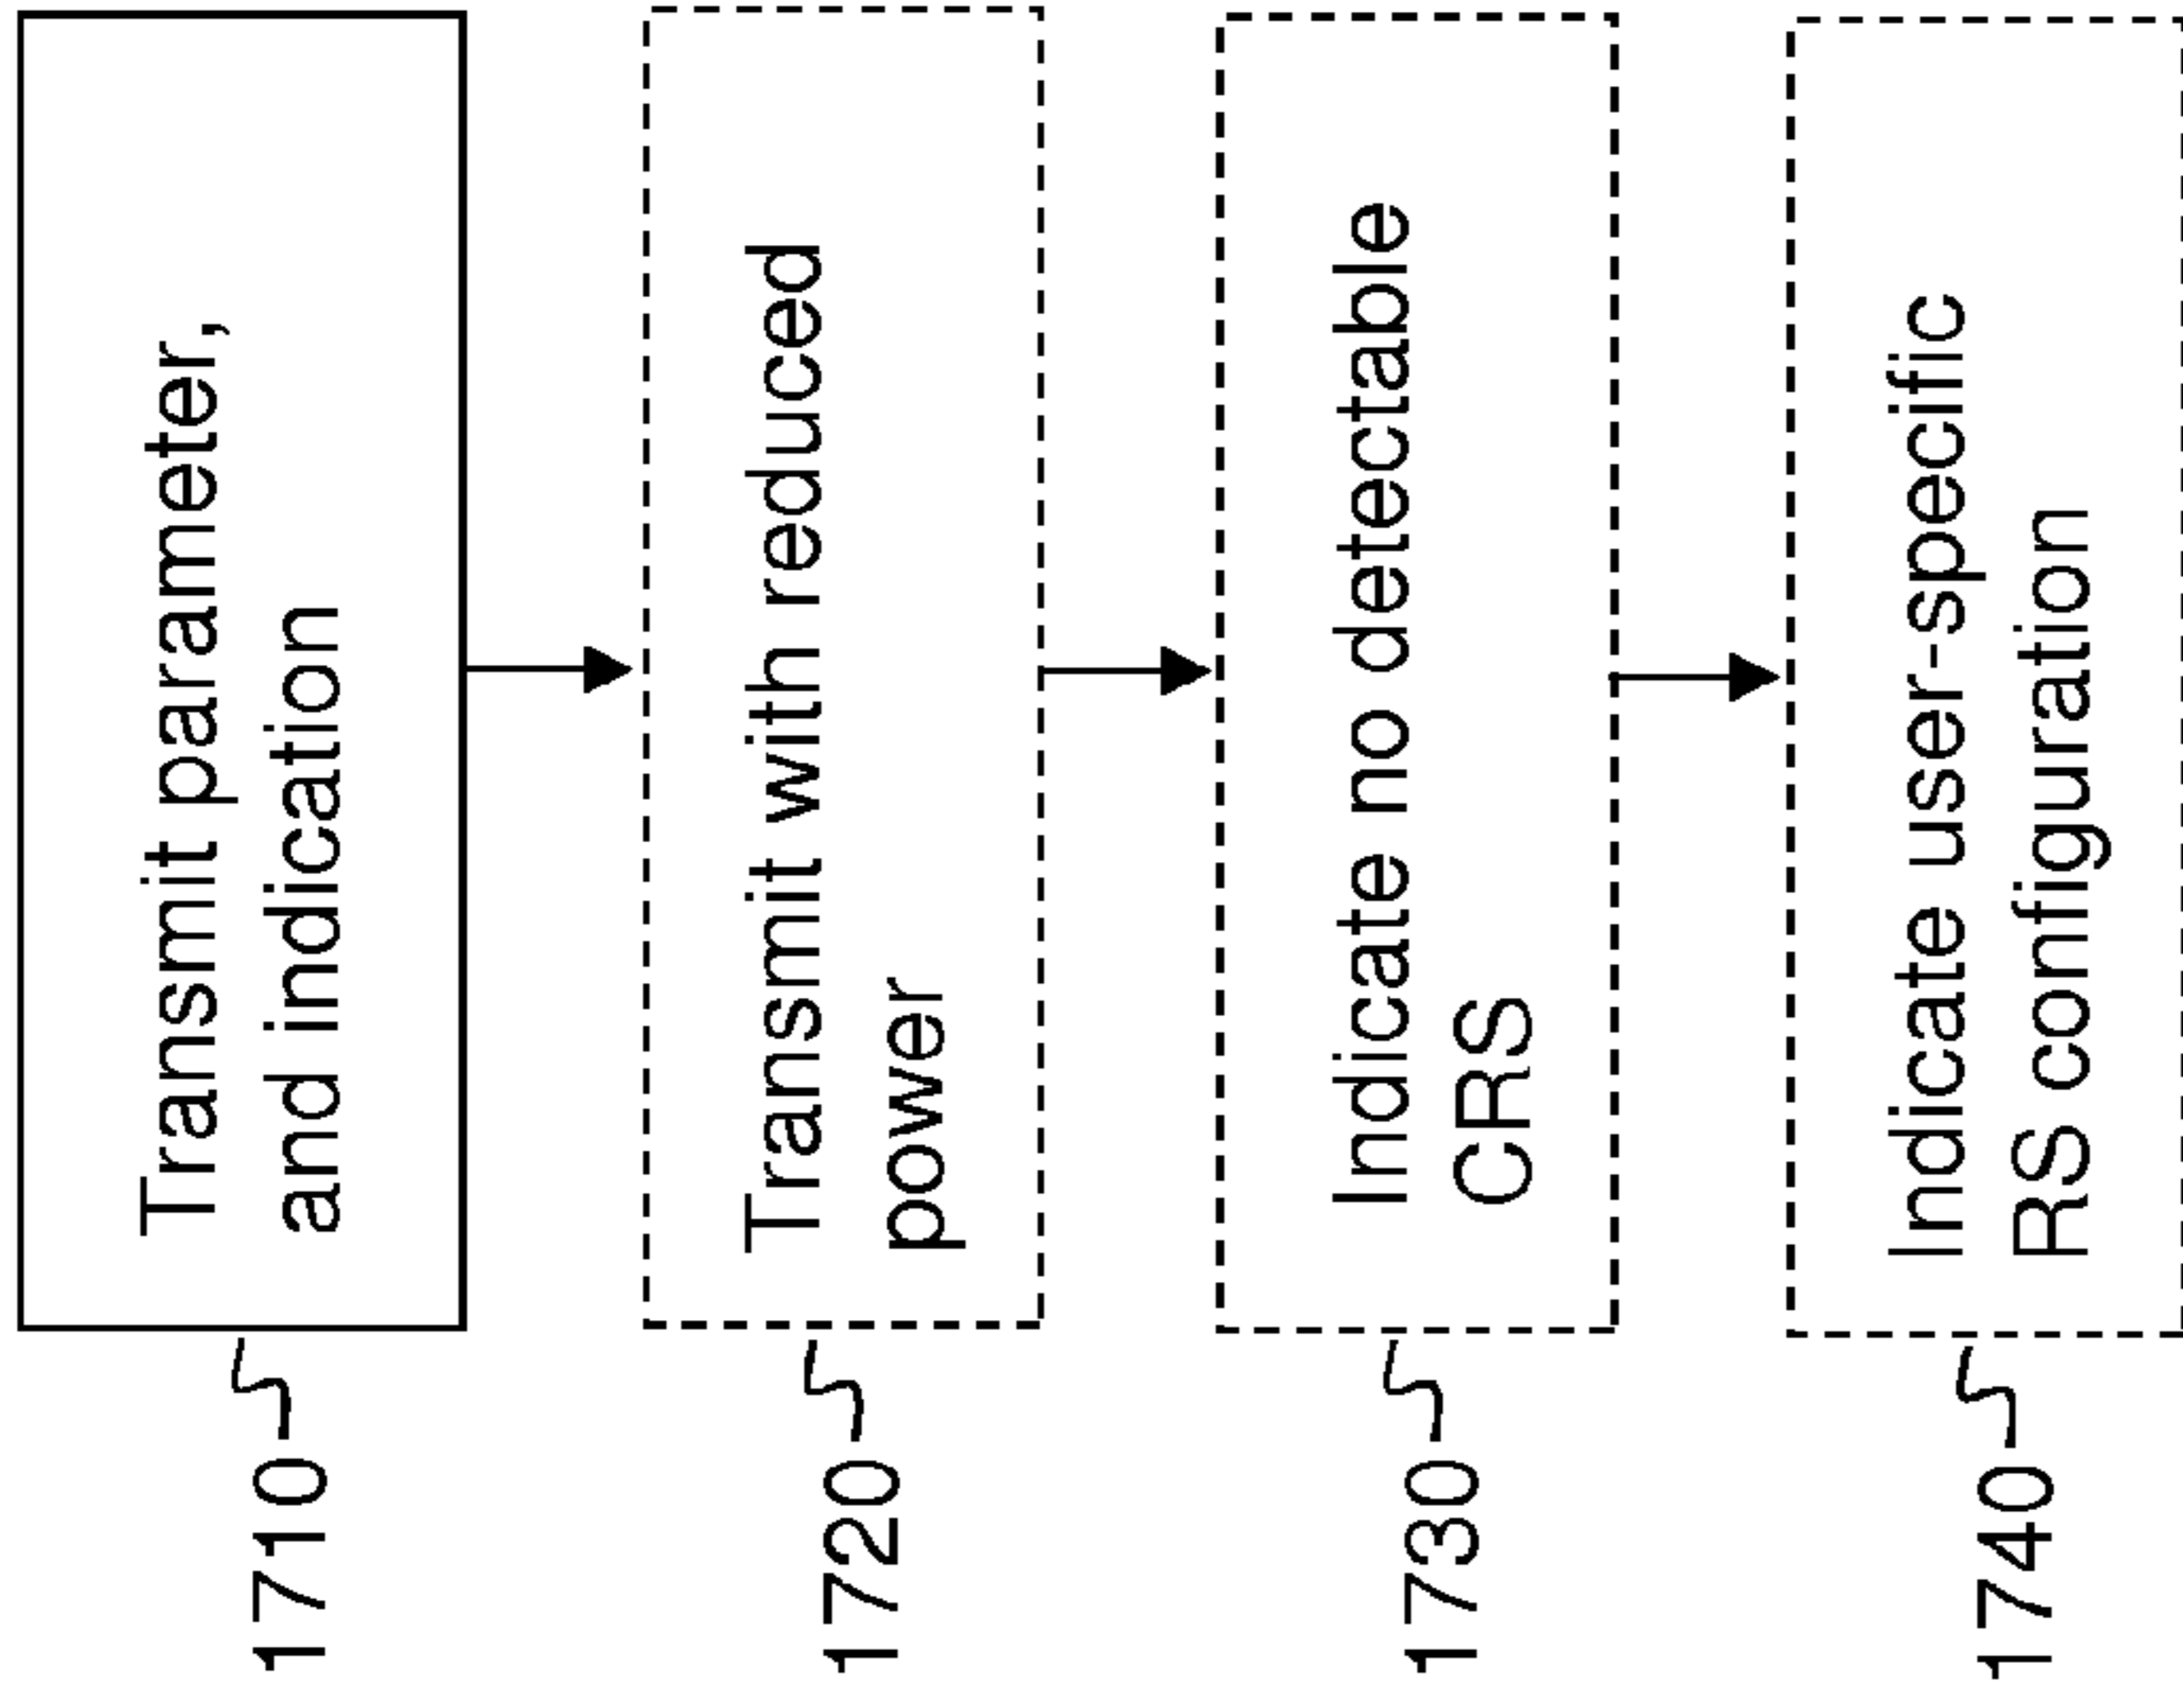 1710
Transmit parameter,
and indication
1720
Transmit with reduced
power
1730
Indicate no detectable
CRS
1740
Indicate user-specific
RS configuration